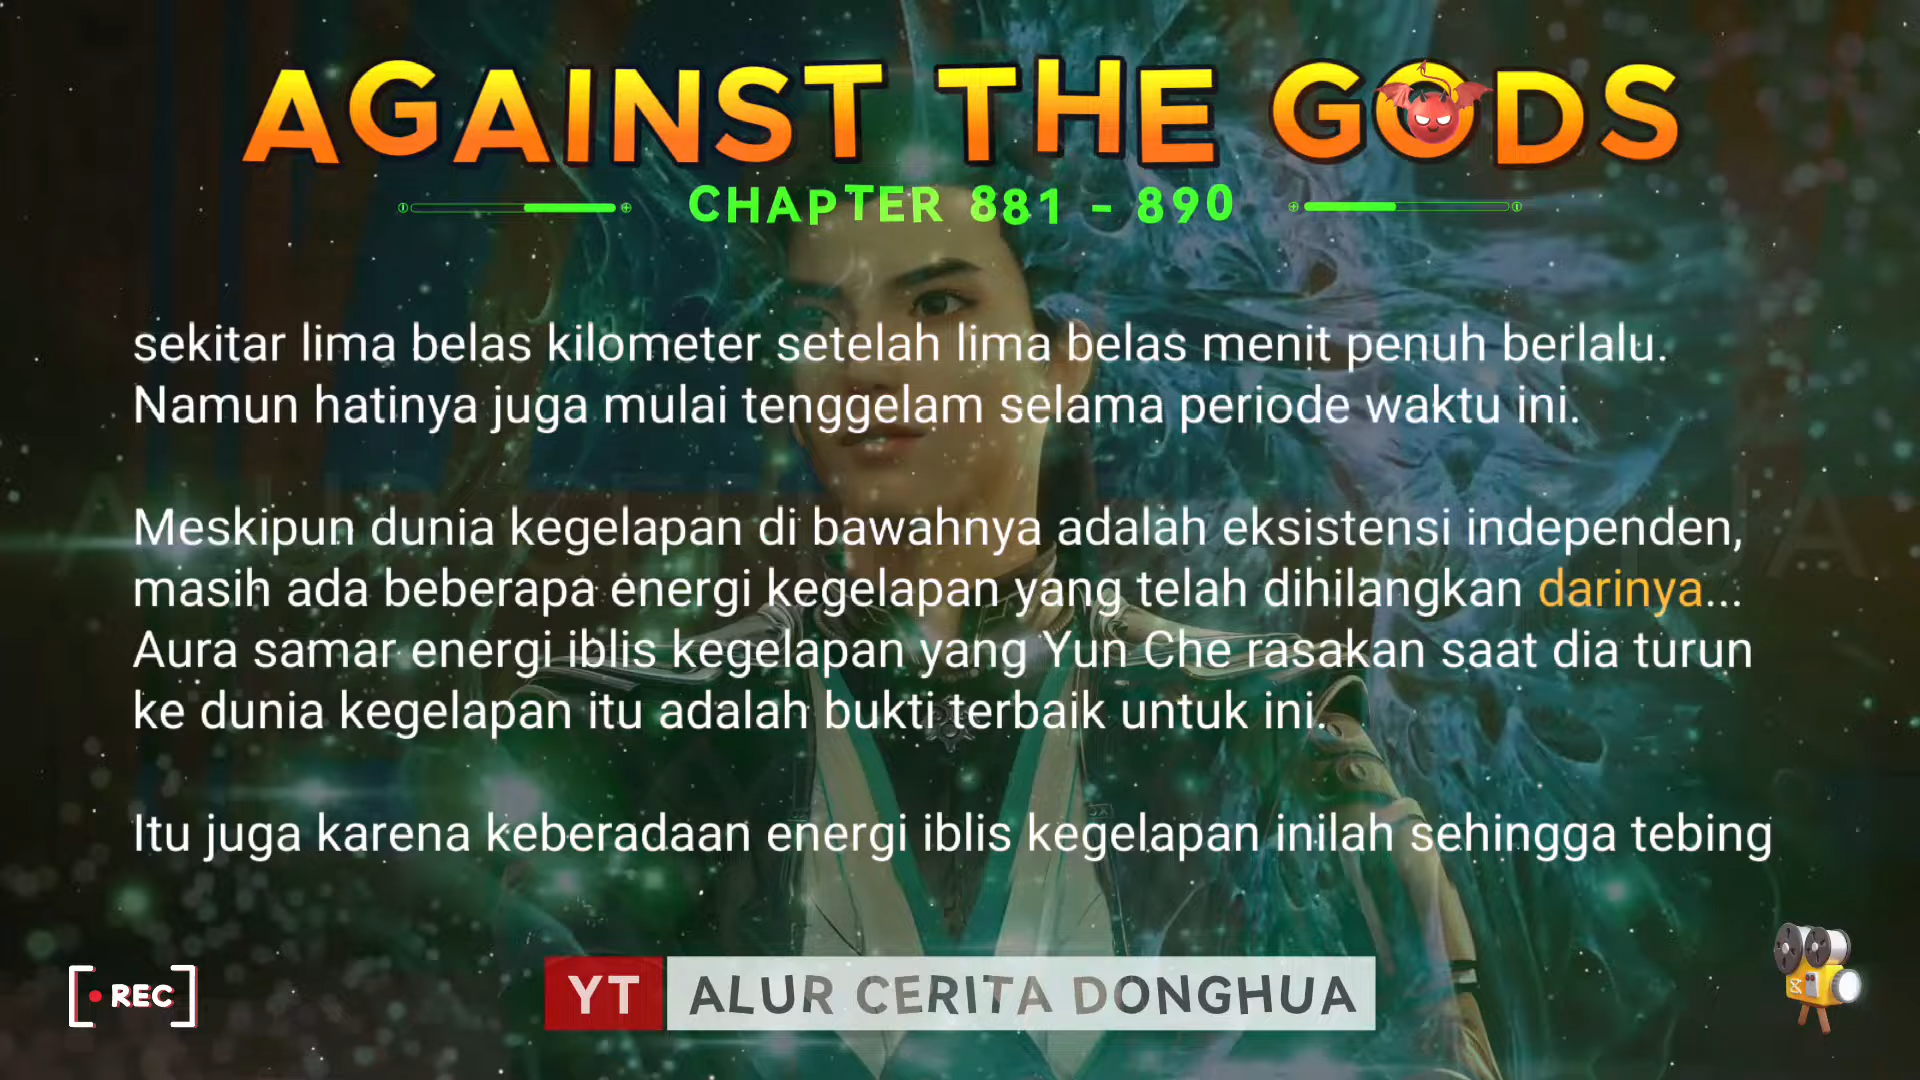 AGAINST THE GODS
CHAPTER 881 - 890
sekitar lima belas kilometer setelah lima belas menit penuh berlalu.
Namun hatinya juga mulai tenggelam selama periode waktu ini.
Meskipun dunia kegelapan di bawahnya adalah eksistensi independen,
masih ada beberapa energi kegelapan yang telah dihilangkan darinya...
Aura samar energi iblis kegelapan yang Yun Che rasakan saat dia turun
ke dunia kegelapan itu adalah bukti terbaik untuk ini.
Itu juga karena keberadaan energi iblis kegelapan inilah sehingga tebing
REC
YT ALUR CERITA DONGHUA